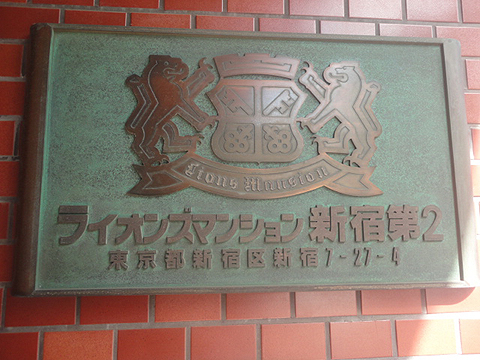 Lions Mansion
ライオンズマンション新宿第2
東京都新宿区新宿7-27-4